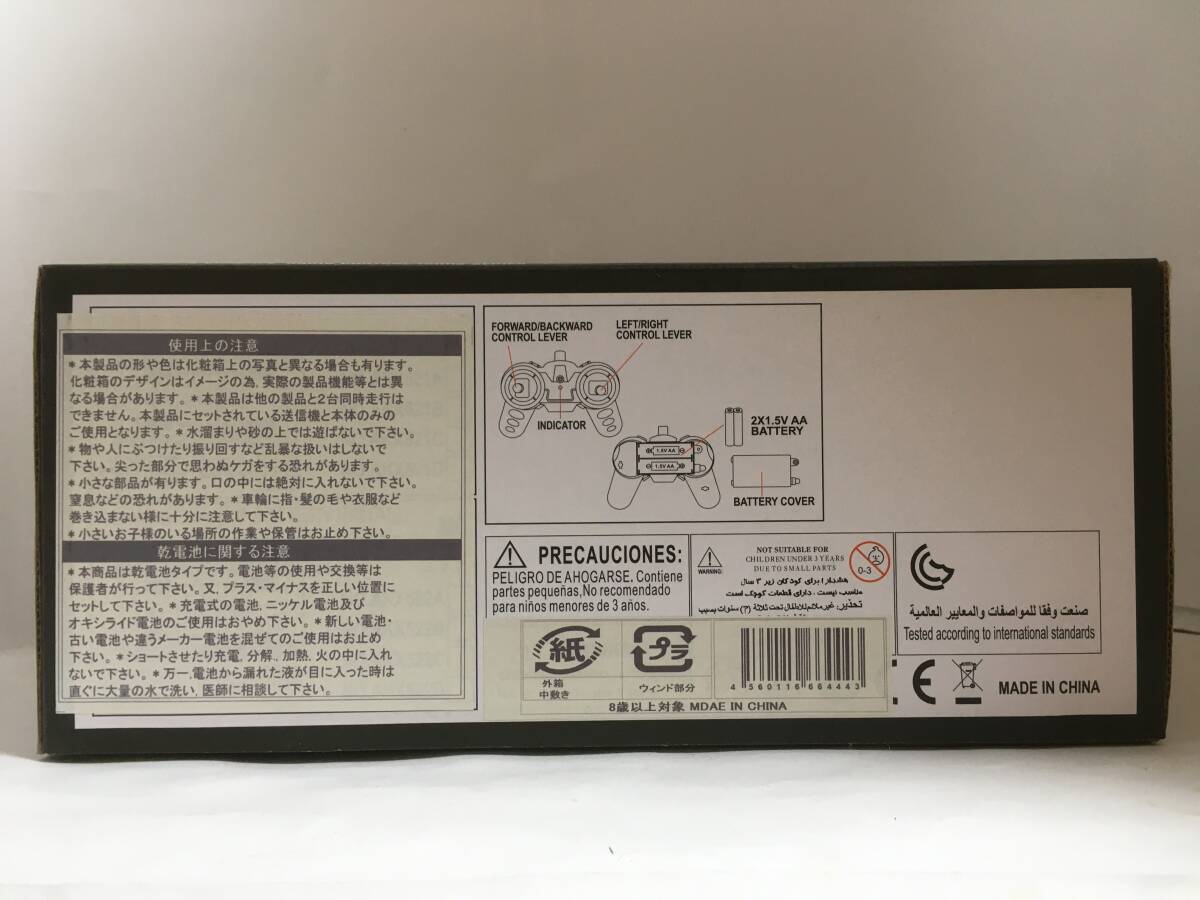 使用上の注意
*本製品の形や色は化粧箱上の写真と異なる場合も有ります。
化粧箱のデザインはイメージの為、実際の製品機能等とは異
なる場合があります。*本製品は他の製品と2台同時走行は
できません。本製品にセットされている送信機と本体のみの
ご使用となります。*水溜まりや砂の上では遊ばないで下さい。
*物や人にぶつけたり振り回すなど乱暴な扱いはしないで
下さい。尖った部分で思わぬケガをする恐れがあります。
*小さな部品が有ります。口の中には絶対に入れないで下さい。
窒息などの恐れがあります。*車輪に指・髪の毛や衣服など
巻き込まない様に十分に注意して下さい。
*小さいお子様のいる場所の作業や保管はお止め下さい。
乾電池に関する注意
*本商品は乾電池タイプです。電池等の使用や交換等は
保護者が行って下さい。又、プラス・マイナスを正しい位置に
セットして下さい。*充電式の電池、ニッケル電池及び
オキシライド電池のご使用はおやめ下さい。*新しい電池・
古い電池や違うメーカー電池を混ぜてのご使用はお止め
下さい。*ショートさせたり充電、分解、加熱、火の中に入れ
ないで下さい。*万一、電池から漏れた液が目に入った時は
直ぐに大量の水で洗い、医師に相談して下さい。
FORWARD/BACKWARD
CONTROL LEVER
LEFT/RIGHT
CONTROL LEVER
INDICATOR
2X1.5V AA
BATTERY
1.5V AA
1.5V AA
BATTERY COVER
PRECAUCIONES:
PELIGRO DE AHOGARSE. Contiene
partes pequeñas,No recomendado
para niños menores de 3 años.
WARNING:
NOT SUITABLE FOR
CHILDREN UNDER 3 YEARS
DUE TO SMALL PARTS
0-3
هشدار! برای کودکان زیر ۳ سال
مناسب نیست. دارای قطعات کوچک است
تحذير: غير ملائم للأطفال تحت ثلاثة (٣) سنوات بسبب
صنعت وفقا للمواصفات والمعايير العالمية
Tested according to international standards
紙
外箱
中敷き
プラ
ウィンド部分
4 560116 664443
8歳以上対象 MDAE IN CHINA
CE
MADE IN CHINA